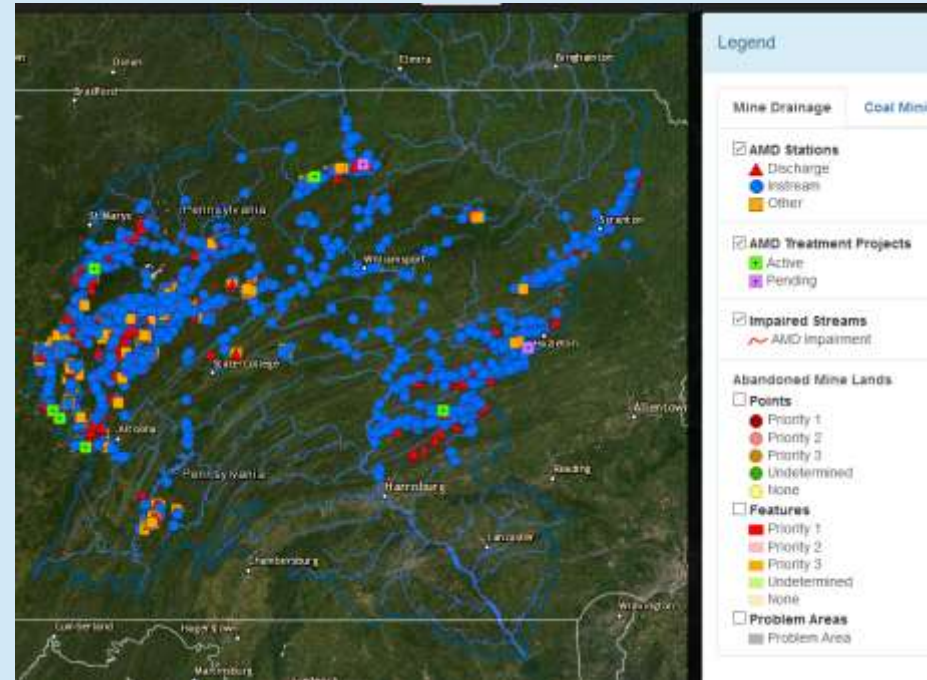 Elmira
Binghamton
Bradford
St Marys
Pennsylvania
Scranton
Williamsport
Hazleton
State College
Allentow
Altoona
Pennsylvania
Reading
Harrisburg
Lancaster
Chambersburg
Wilmington
Cumberland
Hagerstown
Martinsburg
Legend
Mine Drainage
Coal Mini
AMD Stations
Discharge
Instream
Other
AMD Treatment Projects
Active
Pending
Impaired Streams
AMD Impairment
Abandoned Mine Lands
Points
Priority 1
Priority 2
Priority 3
Undetermined
None
Features
Priority 1
Priority 2
Priority 3
Undetermined
None
Problem Areas
Problem Area